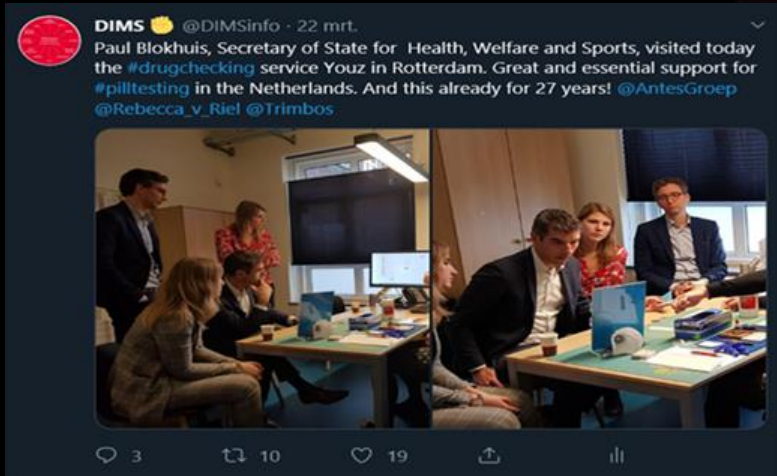 DIMS @DIMSinfo · 22 mrt.
Paul Blokhuis, Secretary of State for Health, Welfare and Sports, visited today
the #drugchecking service Youz in Rotterdam. Great and essential support for
#pilltesting in the Netherlands. And this already for 27 years! @AntesGroep
@Rebecca_v_Riel @Trimbos
3 10 19